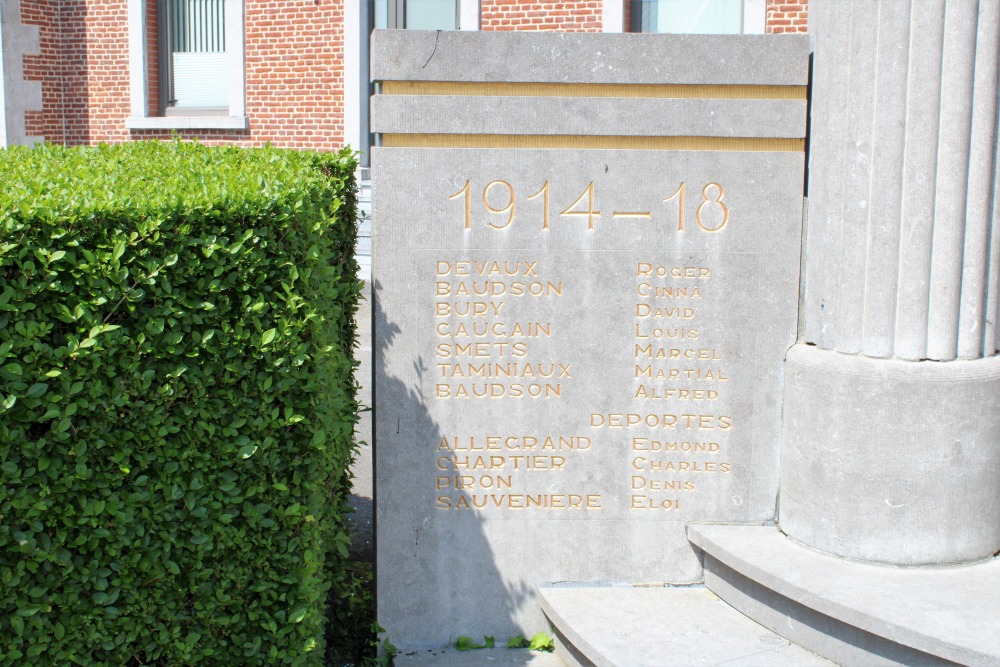 1914-18
DEVAUX ROGER
BAUDSON CINNA
BURY DAVID
CAUCAIN LOUIS
SMETS MARCEL
TAMINIAUX MARTIAL
BAUDSON ALFRED
DEPORTES
ALLEGRAND EDMOND
CHARTIER CHARLES
PIRON DENIS
SAUVENIERE ELOI